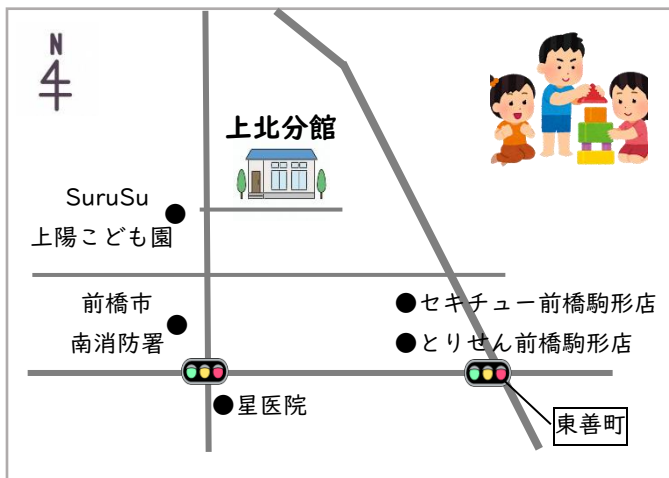 N
上北分館
SuruSu
上陽こども園
前橋市
南消防署
セキチュー前橋駒形店
とりせん前橋駒形店
星医院
東善町